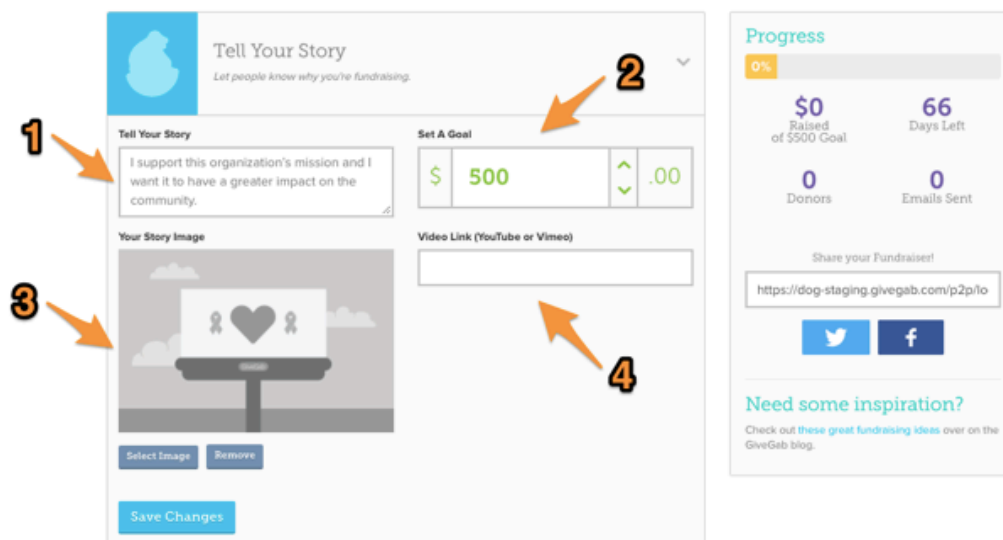 Tell Your Story
Let people know why you're fundraising.
1
2
Tell Your Story
I support this organization's mission and I
want it to have a greater impact on the
community.
Set A Goal
$ 500 .00
Your Story Image
3
GiveGab
Video Link (YouTube or Vimeo)
4
Select Image
Remove
Save Changes
Progress
0%
$0
Raised
of $500 Goal
66
Days Left
0
Donors
0
Emails Sent
Share your Fundraiser!
https://dog-staging.givegab.com/p2p/lo
Need some inspiration?
Check out these great fundraising ideas over on the
GiveGab blog.